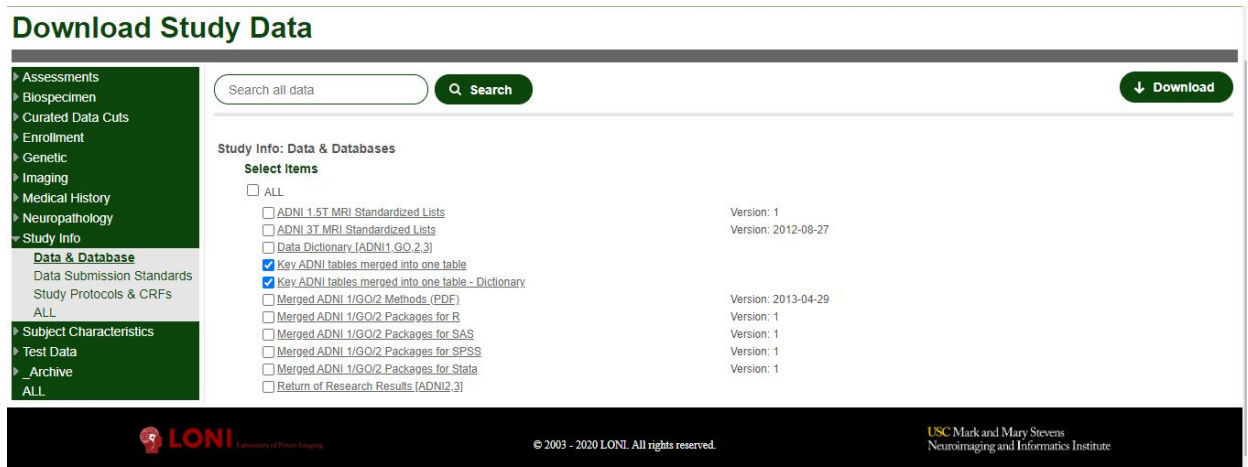 Download Study Data
Assessments
Biospecimen
Curated Data Cuts
Enrollment
Genetic
Imaging
Medical History
Neuropathology
Study Info
Data & Database
Data Submission Standards
Study Protocols & CRFs
ALL
Subject Characteristics
Test Data
_Archive
ALL
Search all data
Search
Download
Study Info: Data & Databases
Select Items
ALL
ADNI 1.5T MRI Standardized Lists Version: 1
ADNI 3T MRI Standardized Lists Version: 2012-08-27
Data Dictionary [ADNI1,GO,2,3]
Key ADNI tables merged into one table
Key ADNI tables merged into one table - Dictionary
Merged ADNI 1/GO/2 Methods (PDF) Version: 2013-04-29
Merged ADNI 1/GO/2 Packages for R Version: 1
Merged ADNI 1/GO/2 Packages for SAS Version: 1
Merged ADNI 1/GO/2 Packages for SPSS Version: 1
Merged ADNI 1/GO/2 Packages for Stata Version: 1
Return of Research Results [ADNI2,3]
LONI Laboratory of Neuro Imaging
© 2003 - 2020 LONI. All rights reserved.
USC Mark and Mary Stevens
Neuroimaging and Informatics Institute